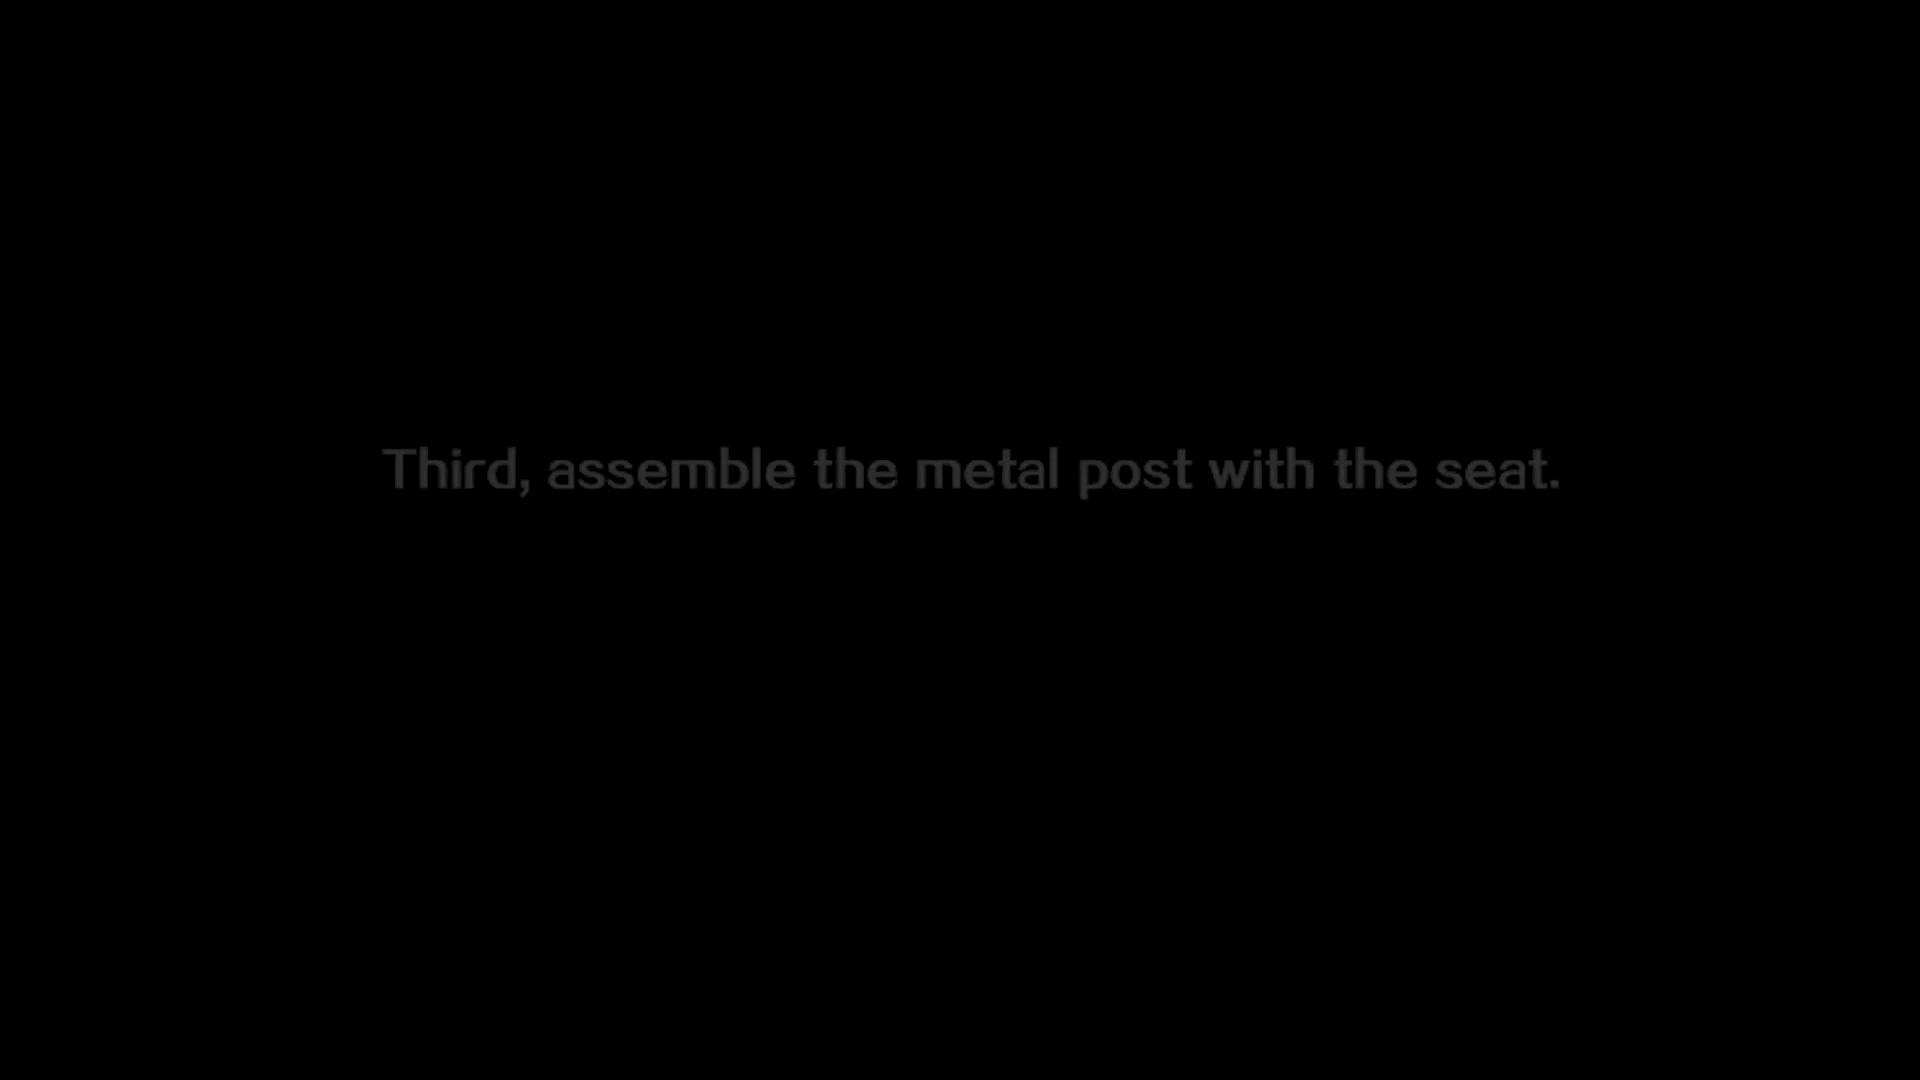 Third, assemble the metal post with the seat.